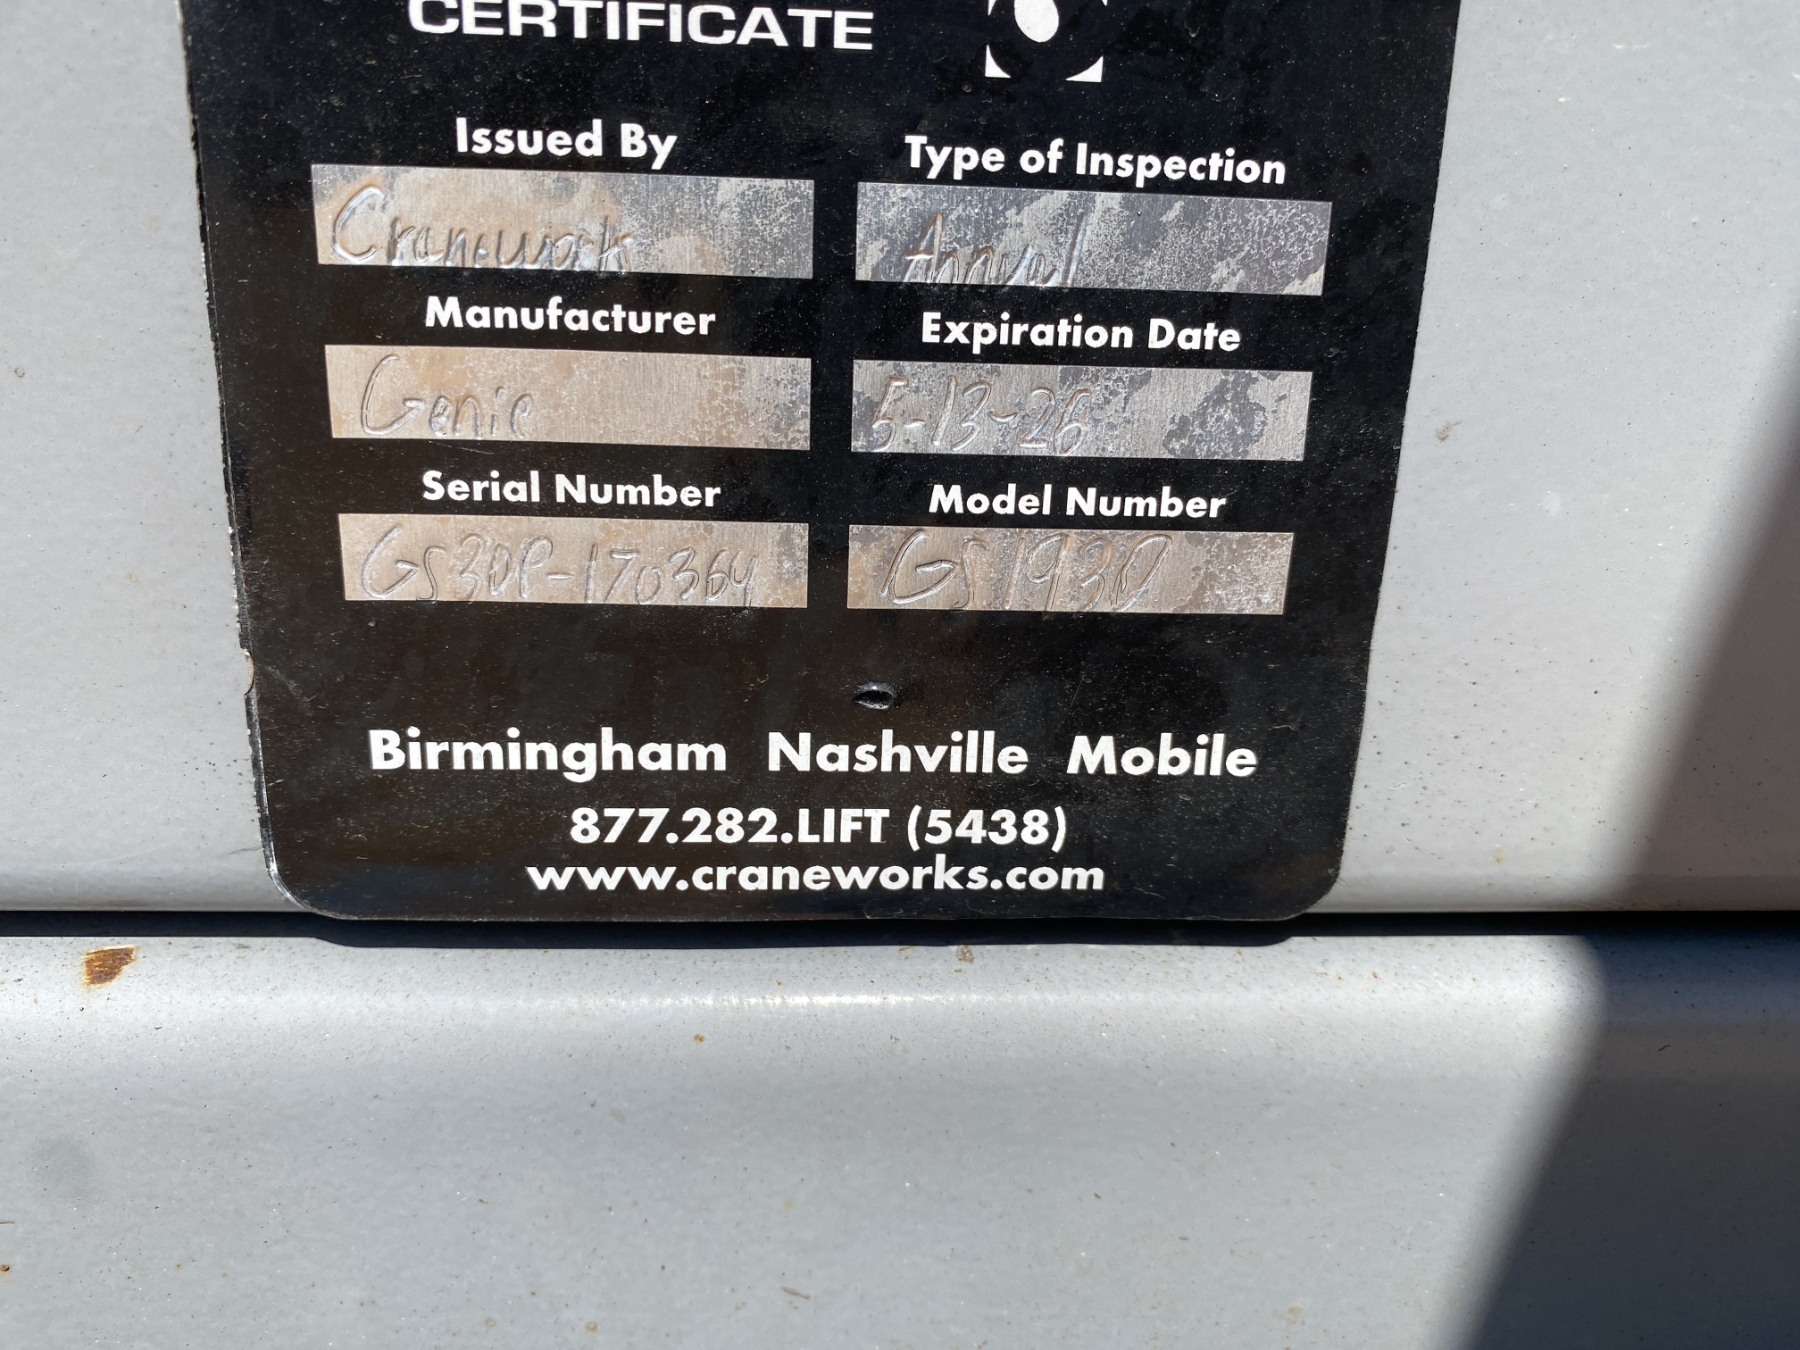 CERTIFICATE
Issued By
Type of Inspection
Cranework
Annual
Manufacturer
Expiration Date
Genie
5-13-26
Serial Number
Model Number
GS30P-170364
GS1930
Birmingham Nashville Mobile
877.282.LIFT (5438)
www.craneworks.com